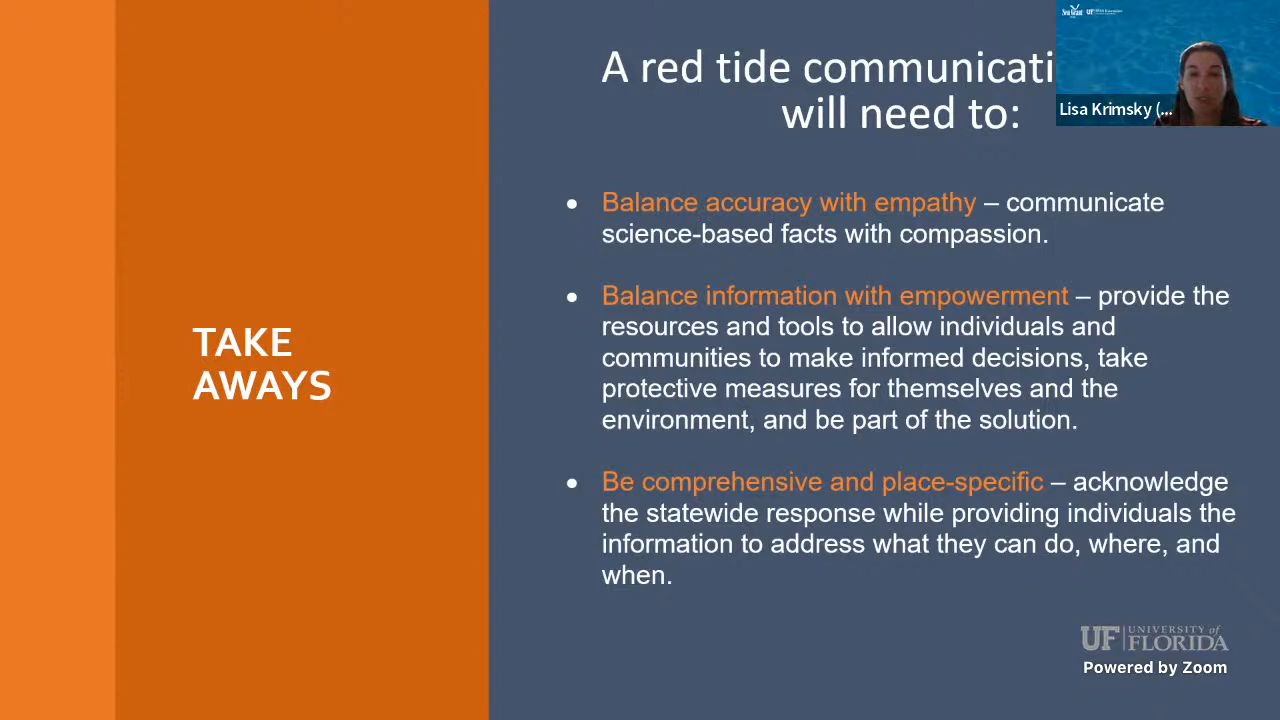 A red tide communicati
will need to:
Sea Grant
UF
Lisa Krimsky (...
TAKE
AWAYS
• Balance accuracy with empathy – communicate
science-based facts with compassion.
• Balance information with empowerment – provide the
resources and tools to allow individuals and
communities to make informed decisions, take
protective measures for themselves and the
environment, and be part of the solution.
• Be comprehensive and place-specific – acknowledge
the statewide response while providing individuals the
information to address what they can do, where, and
when.
UF UNIVERSITY of
FLORIDA
Powered by Zoom